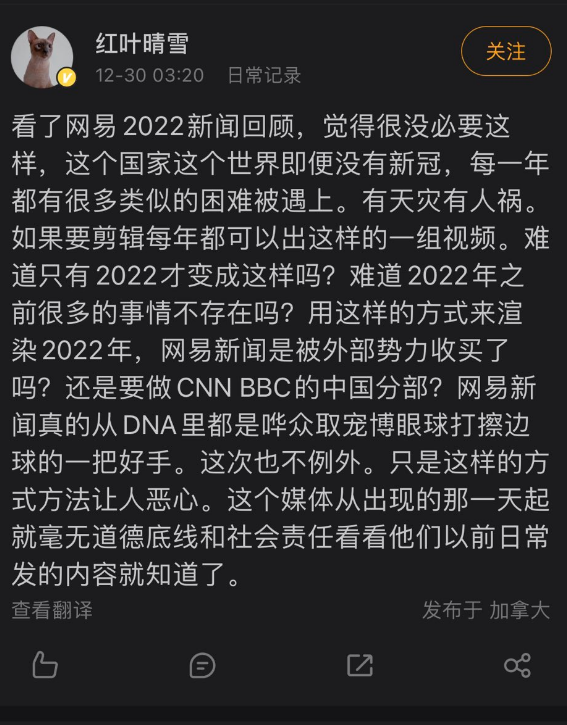 红叶晴雪
关注
12-30 03:20 日常记录
看了网易2022新闻回顾，觉得很没必要这
样，这个国家这个世界即便没有新冠，每一年
都有很多类似的困难被遇上。有天灾有人祸。
如果要剪辑每年都可以出这样的一组视频。难
道只有2022才变成这样吗？难道2022年之
前很多的事情不存在吗？用这样的方式来渲
染2022年，网易新闻是被外部势力收买了
吗？还是要做CNN BBC的中国分部？网易新
闻真的从DNA里都是哗众取宠博眼球打擦边
球的一把好手。这次也不例外。只是这样的方
式方法让人恶心。这个媒体从出现的那一天起
就毫无道德底线和社会责任看看他们以前日常
发的内容就知道了。
查看翻译 发布于 加拿大